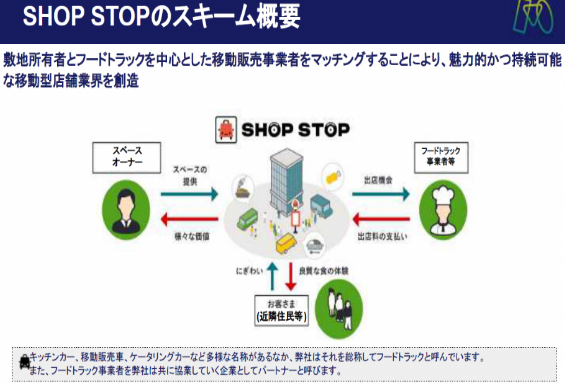 SHOP STOPのスキーム概要
敷地所有者とフードトラックを中心とした移動販売事業者をマッチングすることにより、魅力的かつ持続可能
な移動型店舗業界を創造
SHOP STOP
スペース
オーナー
スペースの
提供
様々な価値
出店機会
出店料の支払い
フードトラック
事業者等
にぎわい
良質な食の体験
お客さま
(近隣住民等)
キッチンカー、移動販売車、ケータリングカーなど多様な名称があるなか、弊社はそれを総称してフードトラックと呼んでいます。
また、フードトラック事業者を弊社は共に協業していく企業としてパートナーと呼びます。